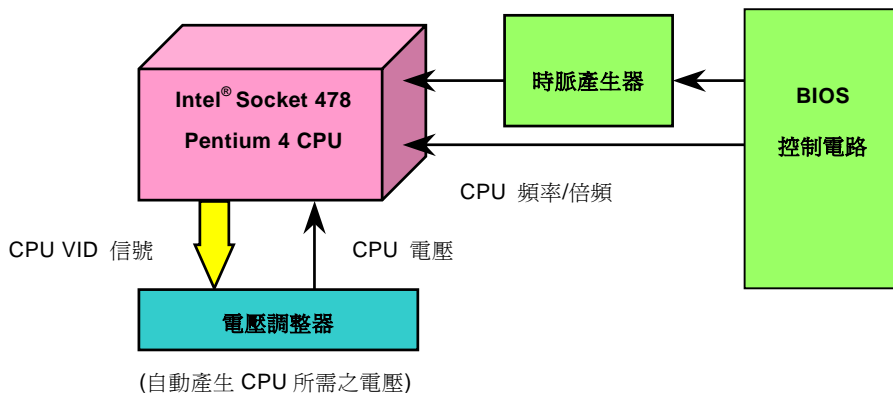 Intel® Socket 478
Pentium 4 CPU
時脈產生器
BIOS
控制電路
CPU 頻率/倍頻
CPU VID 信號
CPU 電壓
電壓調整器
(自動產生 CPU 所需之電壓)